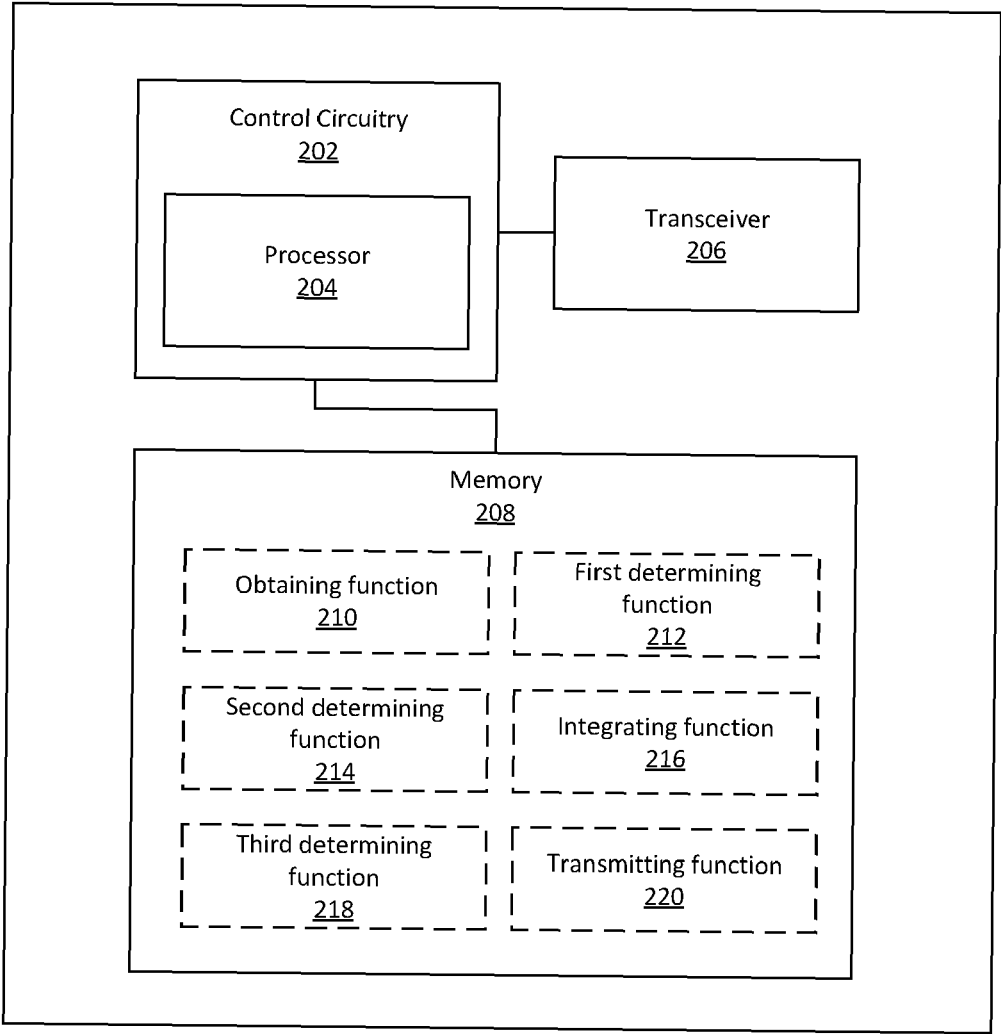 Control Circuitry
202
Processor
204
Transceiver
206
Memory
208
Obtaining function
210
First determining
function
212
Second determining
function
214
Integrating function
216
Third determining
function
218
Transmitting function
220